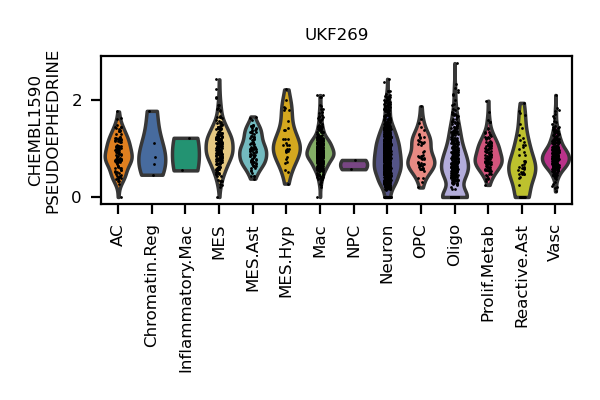 UKF269
CHEMBL1590
PSEUDOEPHEDRINE
2
0
AC
Chromatin.Reg
Inflammatory.Mac
MES
MES.Ast
MES.Hyp
Mac
NPC
Neuron
OPC
Oligo
Prolif.Metab
Reactive.Ast
Vasc